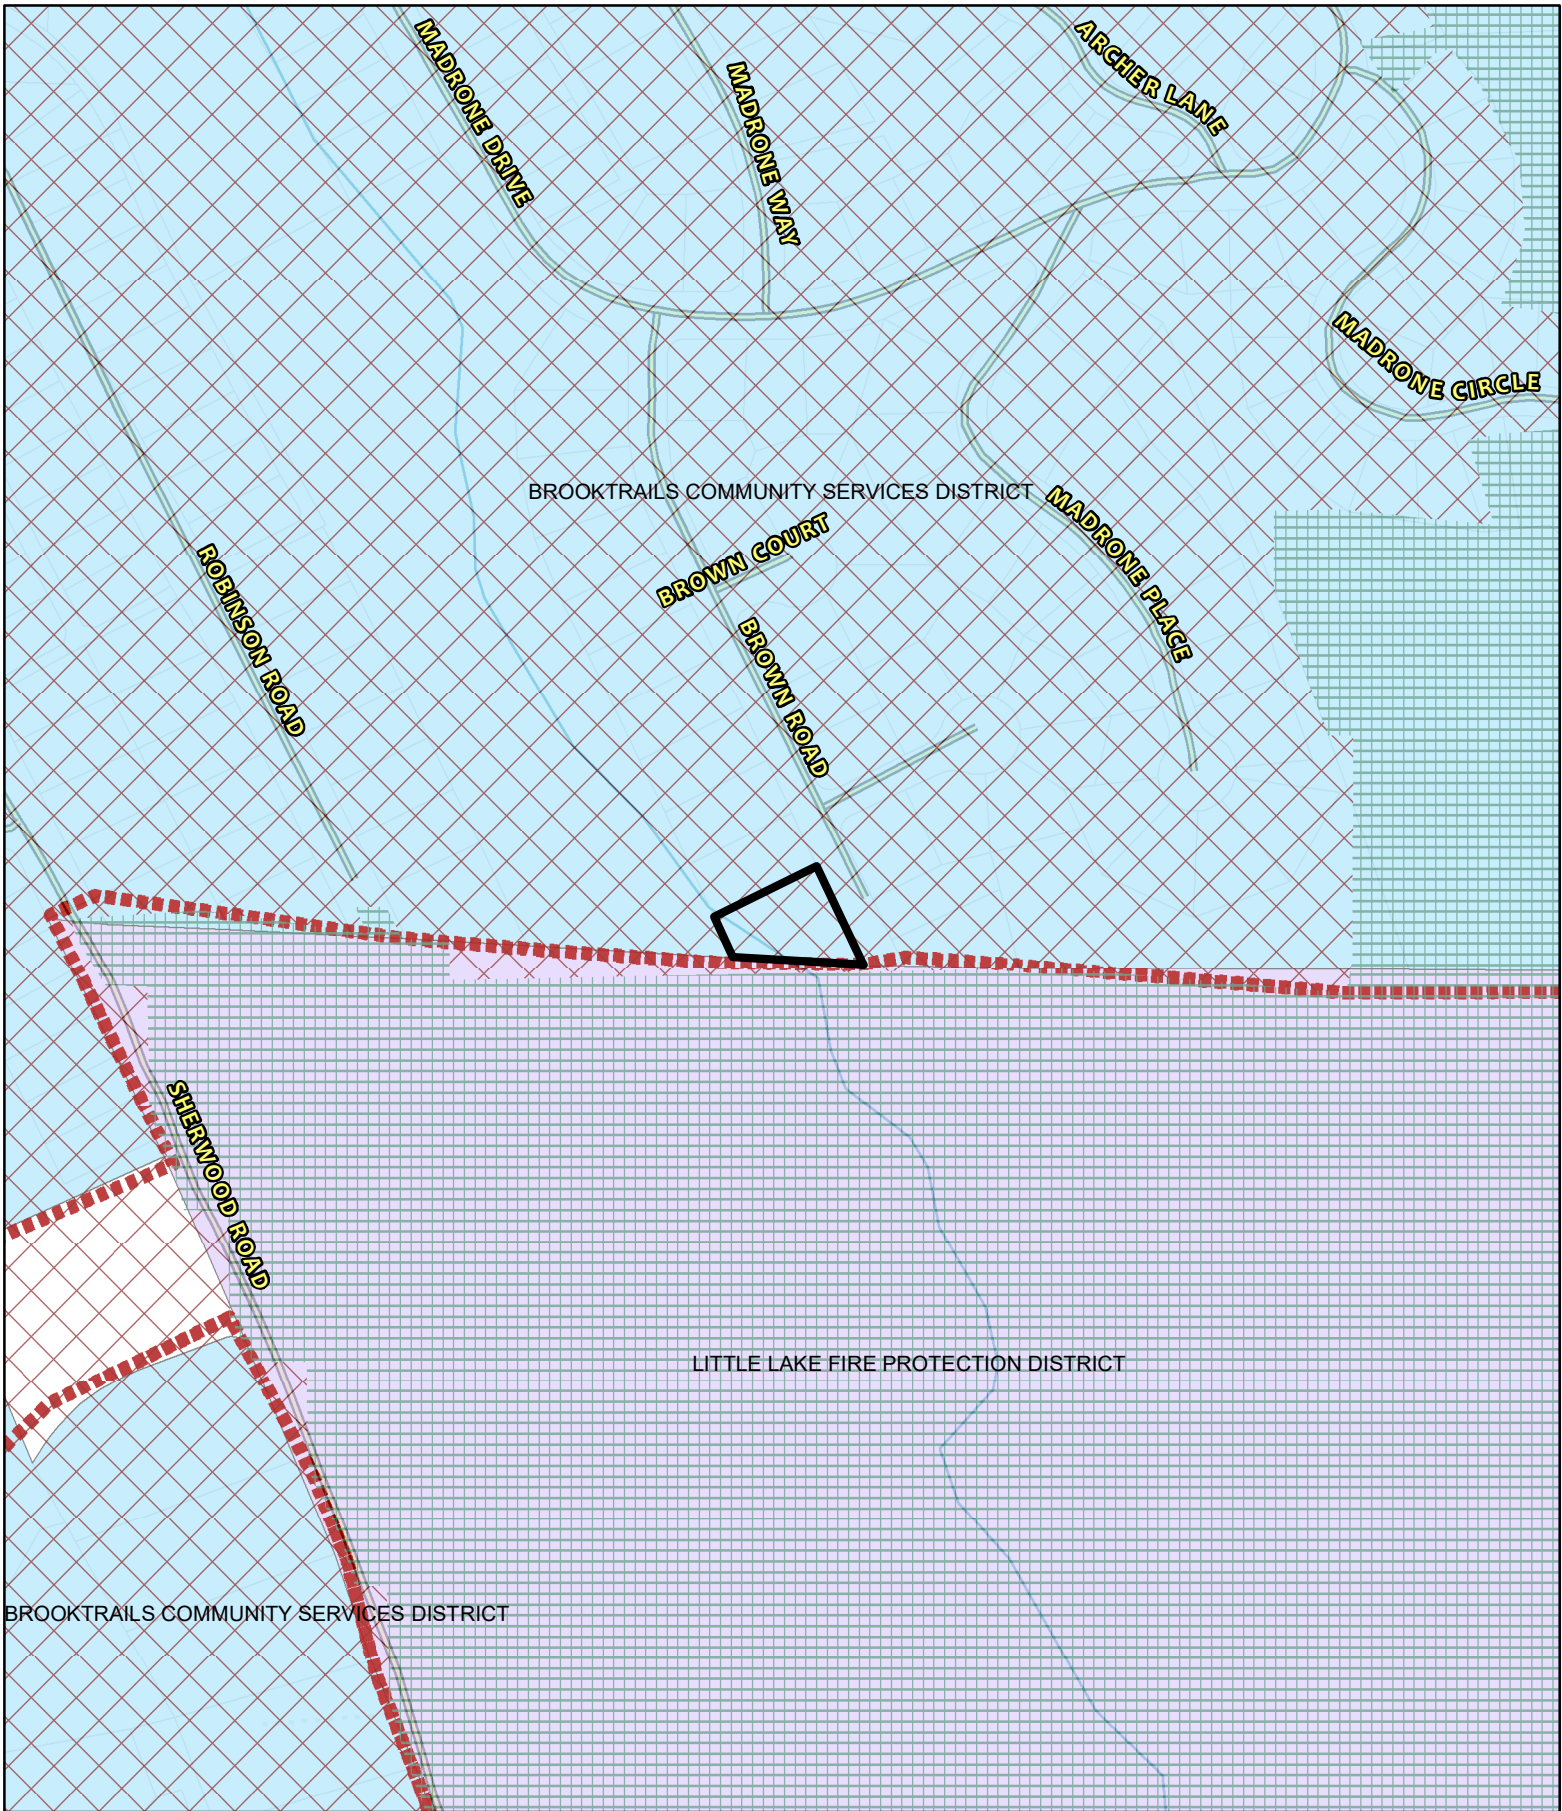 MADRONE DRIVE
MADRONE WAY
ARCHER LANE
MADRONE CIRCLE
BROOKTRAILS COMMUNITY SERVICES DISTRICT
MADRONE PLACE
BROWN COURT
ROBINSON ROAD
BROWN ROAD
SHERWOOD ROAD
LITTLE LAKE FIRE PROTECTION DISTRICT
BROOKTRAILS COMMUNITY SERVICES DISTRICT